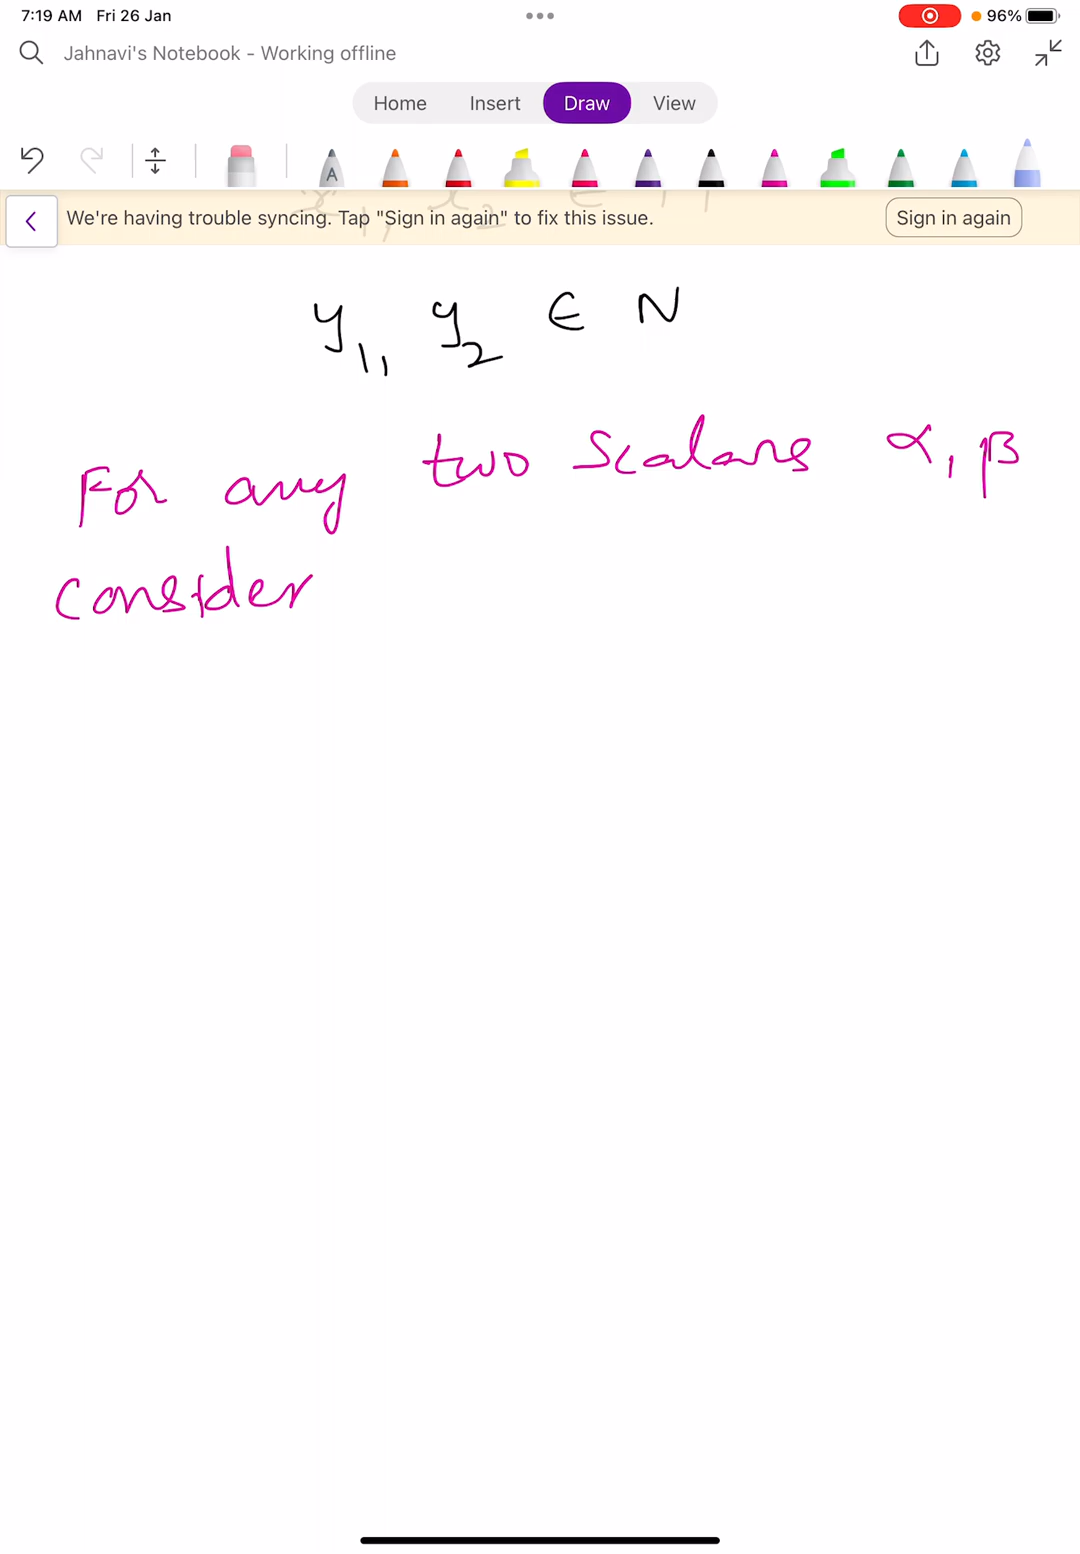 7:19 AM Fri 26 Jan
96%
Jahnavi's Notebook - Working offline
Home Insert Draw View
A
We're having trouble syncing. Tap "Sign in again" to fix this issue.
Sign in again
y₁, y₂ ∈ N
For any two scalars α, β
consider